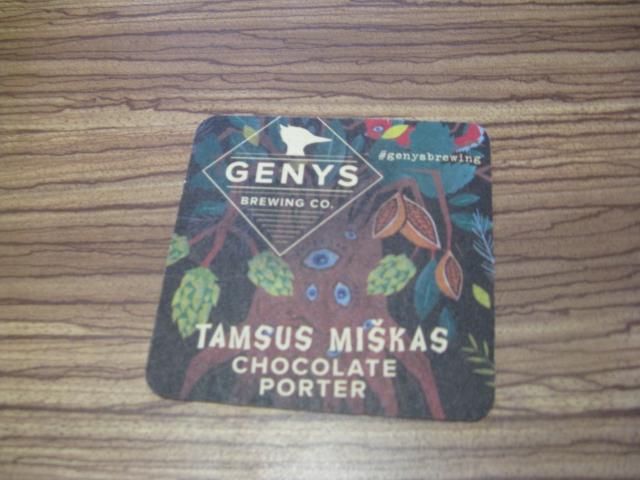 GENYS
BREWING CO.
#genysbrewing
TAMSUS MIŠKAS
CHOCOLATE
PORTER